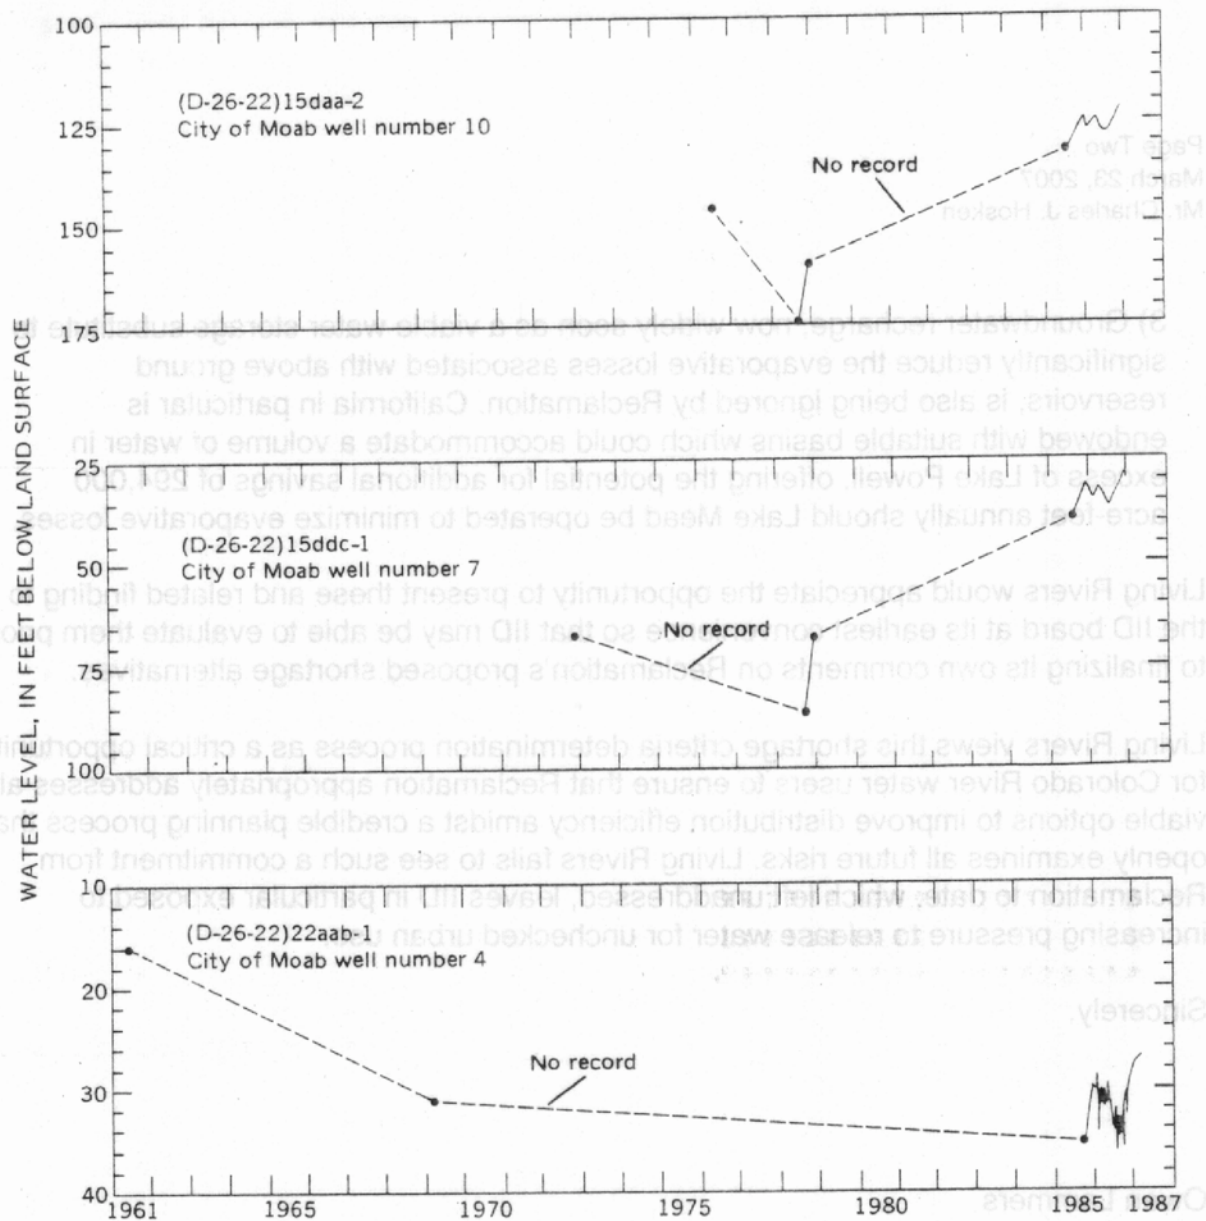 WATER LEVEL, IN FEET BELOW LAND SURFACE
100
125
150
175
(D-26-22)15daa-2
City of Moab well number 10
No record
25
50
75
100
(D-26-22)15ddc-1
City of Moab well number 7
No record
10
20
30
40
(D-26-22)22aab-1
City of Moab well number 4
No record
1961 1965 1970 1975 1980 1985 1987
Page Two
March 23, 2007
Mr. Charles J. Hosken
3) Groundwater recharge, now widely seen as a viable water storage substitute to
significantly reduce the evaporative losses associated with above ground
reservoirs, is also being ignored by Reclamation. California in particular is
endowed with suitable basins which could accommodate a volume of water in
excess of Lake Powell, offering the potential for additional savings of 294,000
acre-feet annually should Lake Mead be operated to minimize evaporative losses.
Living Rivers would appreciate the opportunity to present these and related finding to
the IID board at its earliest convenience so that IID may be able to evaluate them
to finalizing its own comments on Reclamation's proposed shortage alternatives.
Living Rivers views this shortage criteria determination process as a critical
for Colorado River water users to ensure that Reclamation appropriately addresses
viable options to improve distribution efficiency amidst a credible planning process
openly examines all future risks. Living Rivers fails to see such a commitment from
Reclamation to date, which left unaddressed, leaves IID in particular exposed to
increasing pressure to release water for unchecked urban
Sincerely,
Owen Lammers